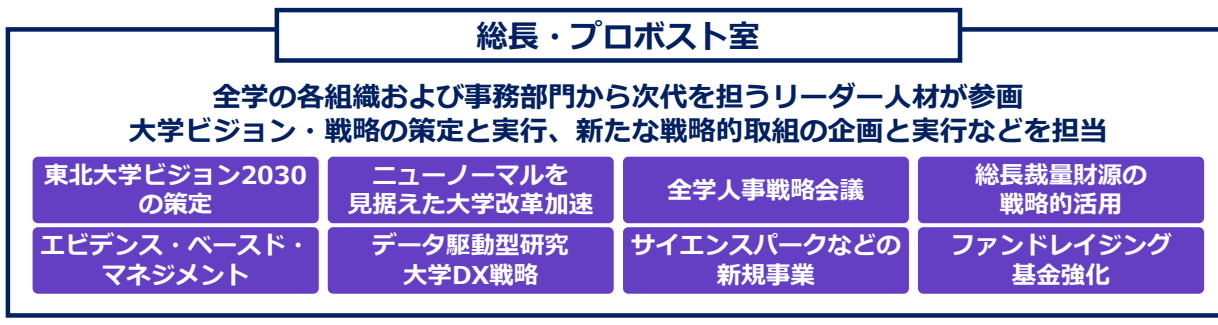 総長・プロボスト室
全学の各組織および事務部門から次代を担うリーダー人材が参画
大学ビジョン・戦略の策定と実行、新たな戦略的取組の企画と実行などを担当
東北大学ビジョン2030
の策定
ニューノーマルを
見据えた大学改革加速
全学人事戦略会議
総長裁量財源の
戦略的活用
エビデンス・ベースド・
マネジメント
データ駆動型研究
大学DX戦略
サイエンスパークなどの
新規事業
ファンドレイジング
基金強化